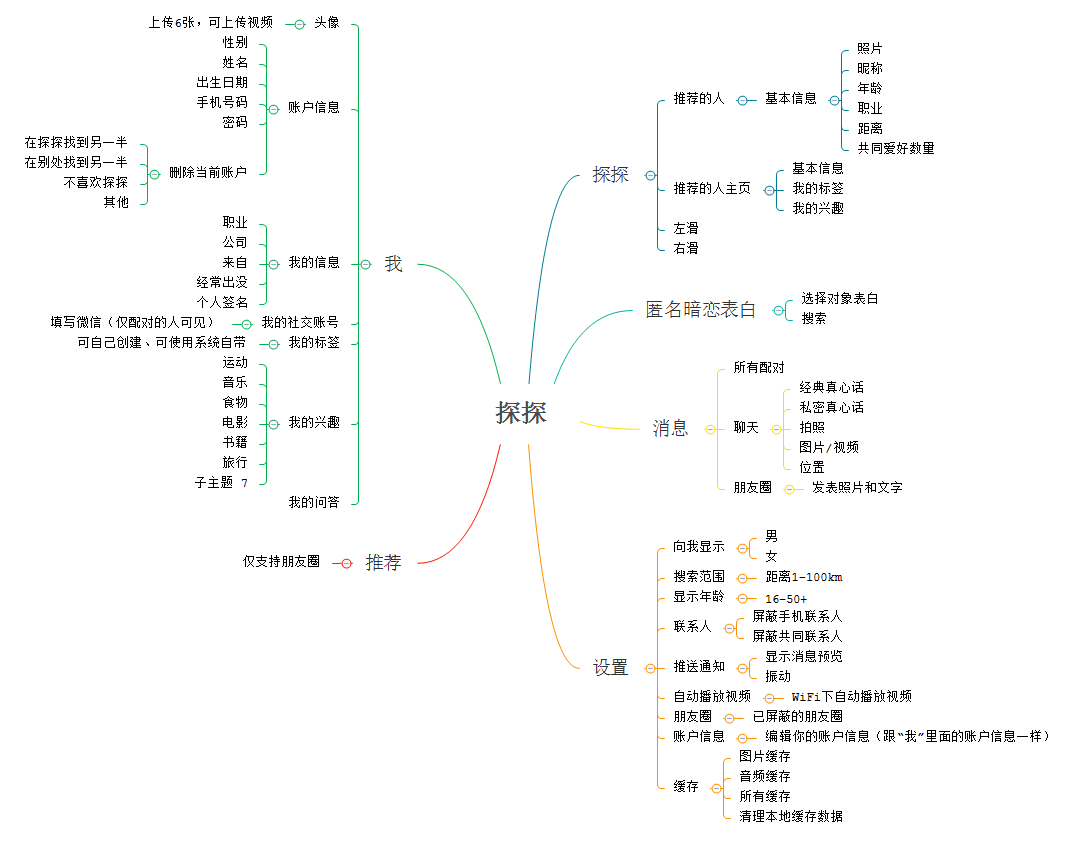 探探
探探
推荐的人
基本信息
照片
昵称
年龄
职业
距离
共同爱好数量
推荐的人主页
基本信息
我的标签
我的兴趣
左滑
右滑
匿名暗恋表白
选择对象表白
搜索
消息
所有配对
聊天
经典真心话
私密真心话
拍照
图片/视频
位置
朋友圈
发表照片和文字
设置
向我显示
男
女
搜索范围
距离1-100km
显示年龄
16-50+
联系人
屏蔽手机联系人
屏蔽共同联系人
推送通知
显示消息预览
振动
自动播放视频
WiFi下自动播放视频
朋友圈
已屏蔽的朋友圈
账户信息
编辑你的账户信息（跟“我”里面的账户信息一样）
缓存
图片缓存
音频缓存
所有缓存
清理本地缓存数据
我
头像
上传6张，可上传视频
账户信息
性别
姓名
出生日期
手机号码
密码
删除当前账户
在探探找到另一半
在别处找到另一半
不喜欢探探
其他
我的信息
职业
公司
来自
经常出没
个人签名
我的社交账号
填写微信（仅配对的人可见）
我的标签
可自己创建、可使用系统自带
我的兴趣
运动
音乐
食物
电影
书籍
旅行
子主题 7
我的问答
推荐
仅支持朋友圈